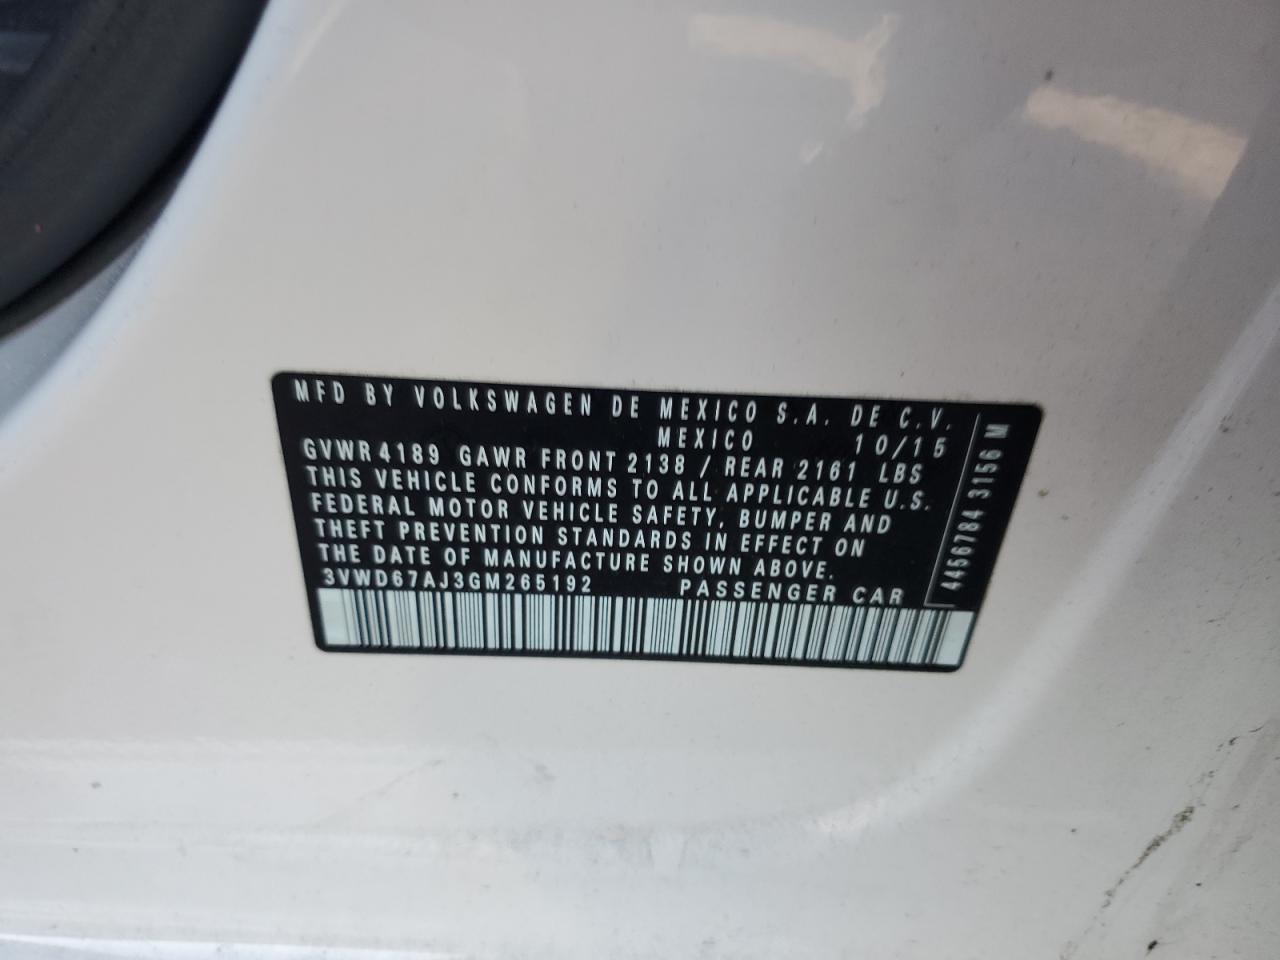 MFD BY VOLKSWAGEN DE MEXICO S.A. DE C.V.
MEXICO 10/15
GVWR 4189 GAWR FRONT 2138 / REAR 2161 LBS
THIS VEHICLE CONFORMS TO ALL APPLICABLE U.S.
FEDERAL MOTOR VEHICLE SAFETY, BUMPER AND
THEFT PREVENTION STANDARDS IN EFFECT ON
THE DATE OF MANUFACTURE SHOWN ABOVE.
3VWD67AJ3GM265192 PASSENGER CAR
4456784 3156 M